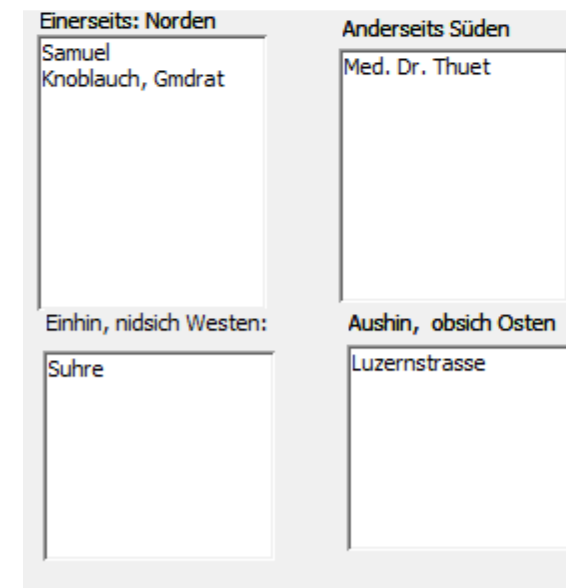 Einerseits: Norden
Samuel
Knoblauch, Gmdrat
Anderseits Süden
Med. Dr. Thuet
Einhin, nidsich Westen:
Suhre
Aushin, obsich Osten
Luzernstrasse